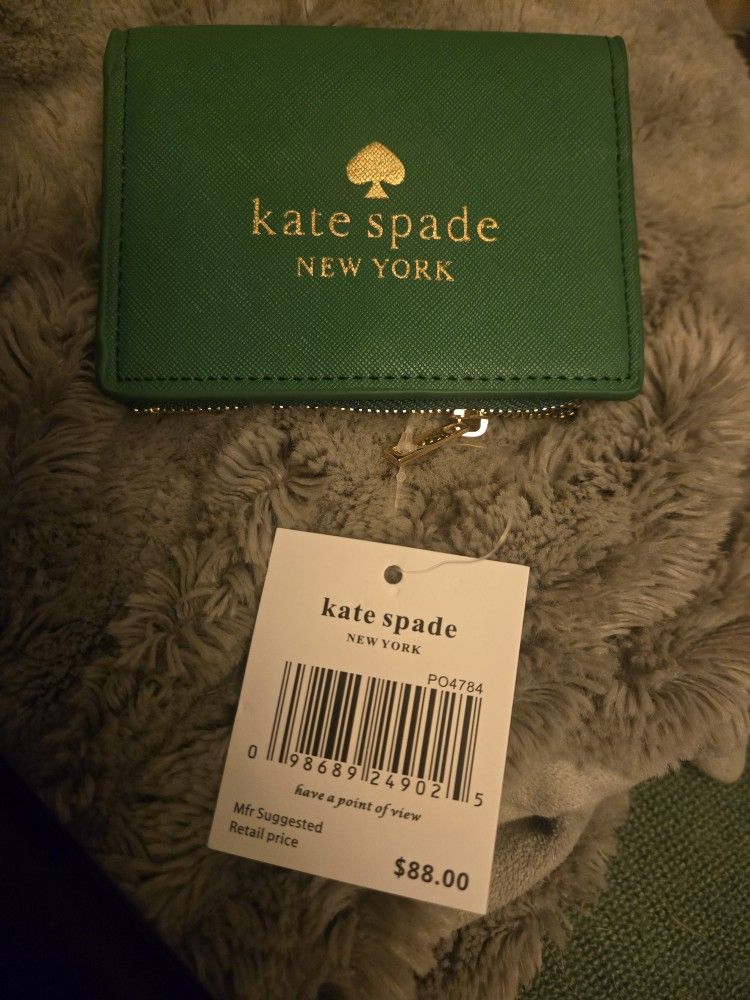 kate spade
NEW YORK
kate spade
NEW YORK
PO4784
0 98689 24902 5
have a point of view
Mfr Suggested
Retail price
$88.00